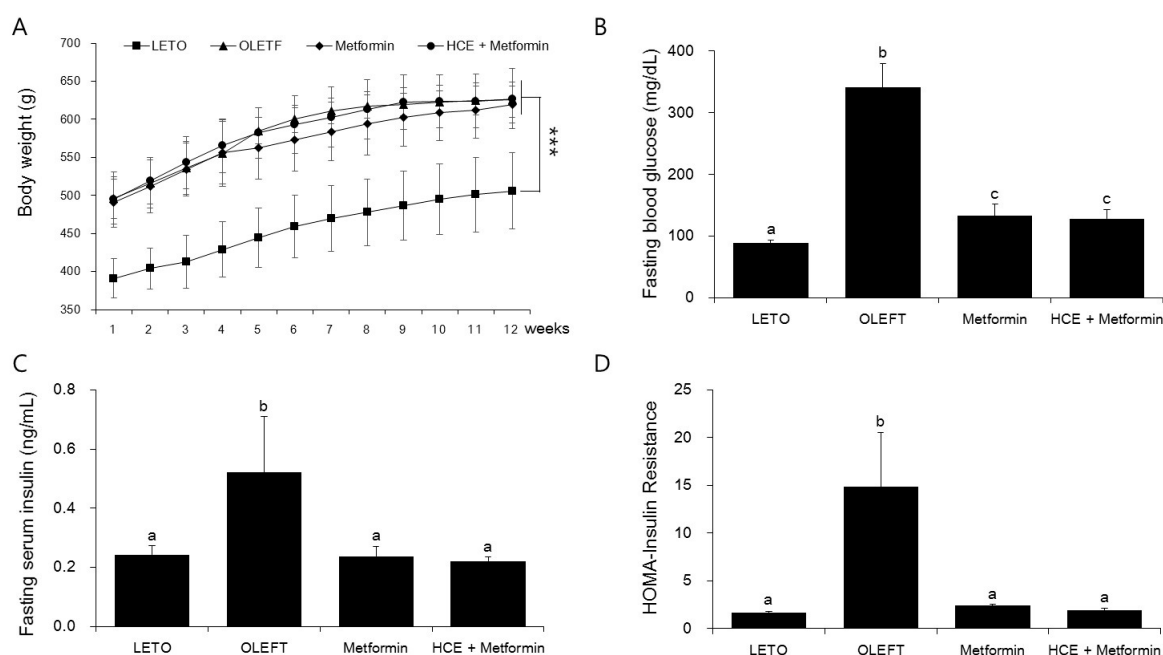 A
LETO OLETF Metformin HCE + Metformin
Body weight (g)
700
650
600
550
500
450
400
350
1 2 3 4 5 6 7 8 9 10 11 12 weeks
***
B
Fasting blood glucose (mg/dL)
400
300
200
100
0
a
b
c
c
LETO OLEFT Metformin HCE + Metformin
C
Fasting serum insulin (ng/mL)
0.8
0.6
0.4
0.2
0.0
a
b
a
a
LETO OLEFT Metformin HCE + Metformin
D
HOMA-Insulin Resistance
25
20
15
10
5
0
a
b
a
a
LETO OLEFT Metformin HCE + Metformin